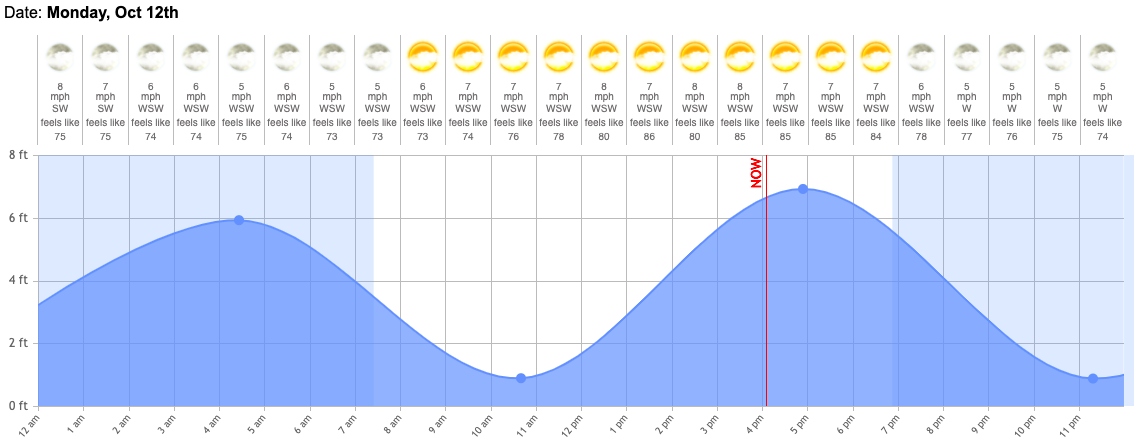 Date: Monday, Oct 12th
8 7 6 6 5 6 5 5 6 7 7 7 8 7 8 8 7 7 7 6 5 5 5 5
mph mph mph mph mph mph mph mph mph mph mph mph mph mph mph mph mph mph mph mph mph mph mph mph
SW SW WSW WSW WSW WSW WSW WSW WSW WSW WSW WSW WSW WSW WSW WSW WSW WSW WSW WSW WSW W W W
feels like feels like feels like feels like feels like feels like feels like feels like feels like feels like feels like feels like feels like feels like feels like feels like feels like feels like feels like feels like feels like feels like feels like feels like
75 75 74 74 75 74 73 73 73 74 76 78 80 86 80 85 85 85 84 78 77 76 75 74
8 ft
NOW
6 ft
4 ft
2 ft
0 ft
12 am 1 am 2 am 3 am 4 am 5 am 6 am 7 am 8 am 9 am 10 am 11 am 12 pm 1 pm 2 pm 3 pm 4 pm 5 pm 6 pm 7 pm 8 pm 9 pm 10 pm 11 pm